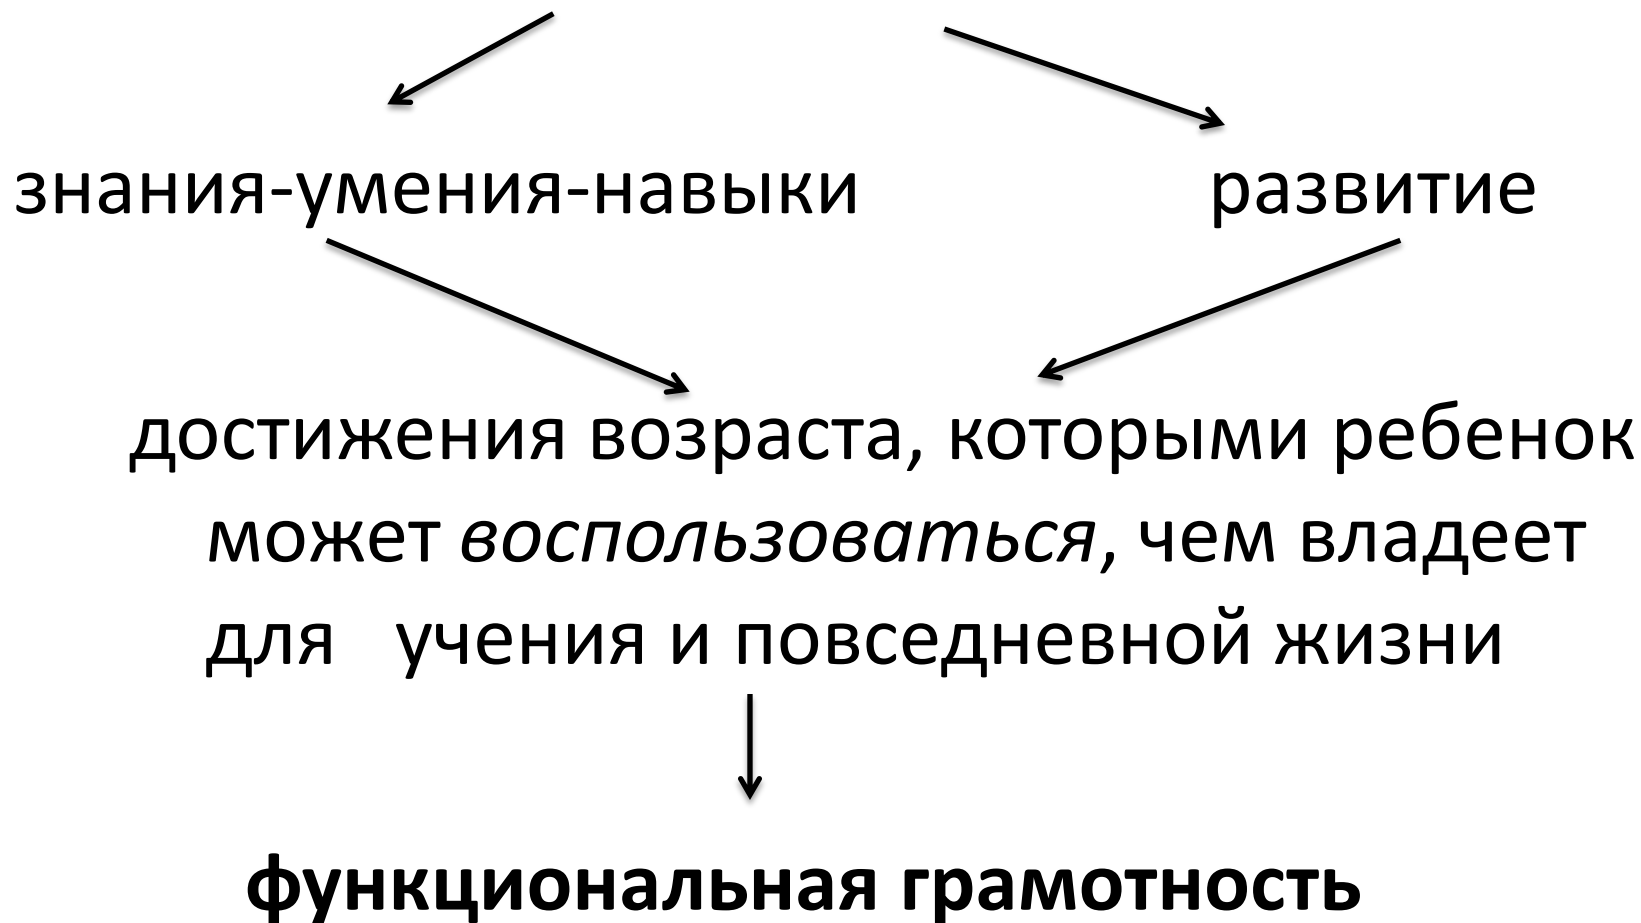 знания-умения-навыки развитие
достижения возраста, которыми ребенок
может воспользоваться, чем владеет
для учения и повседневной жизни
функциональная грамотность